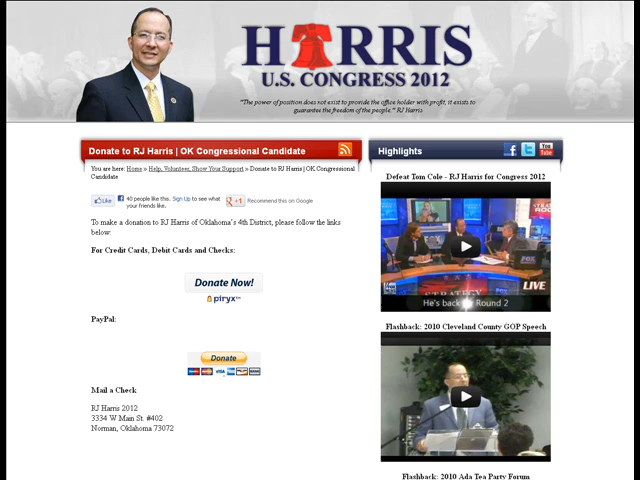 HARRIS
U.S. CONGRESS 2012
"The power of position does not exist to provide the office holder with profit, it exists to
guarantee the freedom of the people." RJ Harris
Donate to RJ Harris | OK Congressional Candidate
You are here: Home » Help, Volunteer, Show Your Support » Donate to RJ Harris | OK Congressional
Candidate
Like
40 people like this. Sign Up to see what
your friends like.
+1
Recommend this on Google
To make a donation to RJ Harris of Oklahoma's 4th District, please follow the links
below:
For Credit Cards, Debit Cards and Checks:
Donate Now!
piryx™
PayPal:
Donate
VISA
Mail a Check
RJ Harris 2012
3334 W Main St. #402
Norman, Oklahoma 73072
Highlights
You
Tube
Defeat Tom Cole - RJ Harris for Congress 2012
FOX
LIVE
STRATEGY
He's back for Round 2
Flashback: 2010 Cleveland County GOP Speech
Flashback: 2010 Ada Tea Party Forum